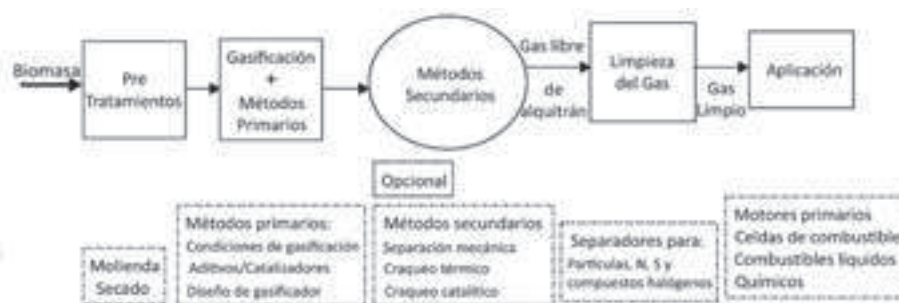 Biomasa
Pre
Tratamientos
Gasificación
+
Métodos
Primarios
Métodos
Secundarios
Gas libre
de
alquitrán
Limpieza
del Gas
Gas
Limpio
Aplicación
Opcional
Molienda
Secado
Métodos primarios:
Condiciones de gasificación
Aditivos/Catalizadores
Diseño de gasificador
Métodos secundarios
Separación mecánica
Craqueo térmico
Craqueo catalítico
Separadores para:
Partículas, N, S y
compuestos halógenos
Motores primarios
Celdas de combustible
Combustibles líquidos
Químicos